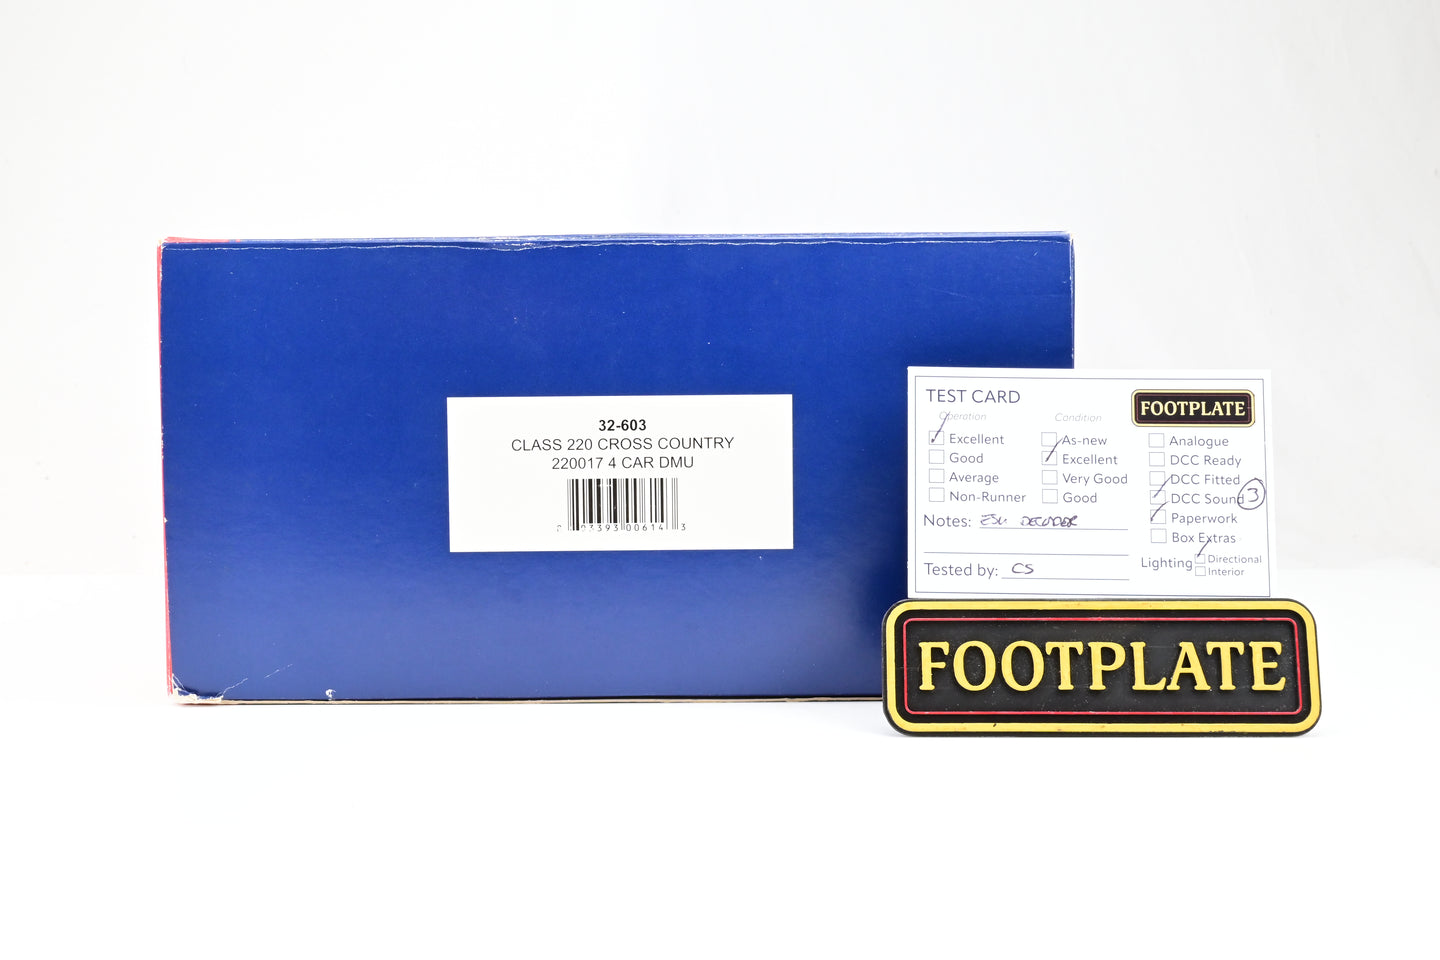 32-603
CLASS 220 CROSS COUNTRY
220017 4 CAR DMU
TEST CARD
FOOTPLATE
Operation
Condition
Excellent
As-new
Analogue
Good
Excellent
DCC Ready
Average
Very Good
DCC Fitted
Non-Runner
Good
DCC Sound 3
Notes: ESU DECODER
Paperwork
Box Extras
Lighting
Directional
Interior
Tested by: CS
FOOTPLATE